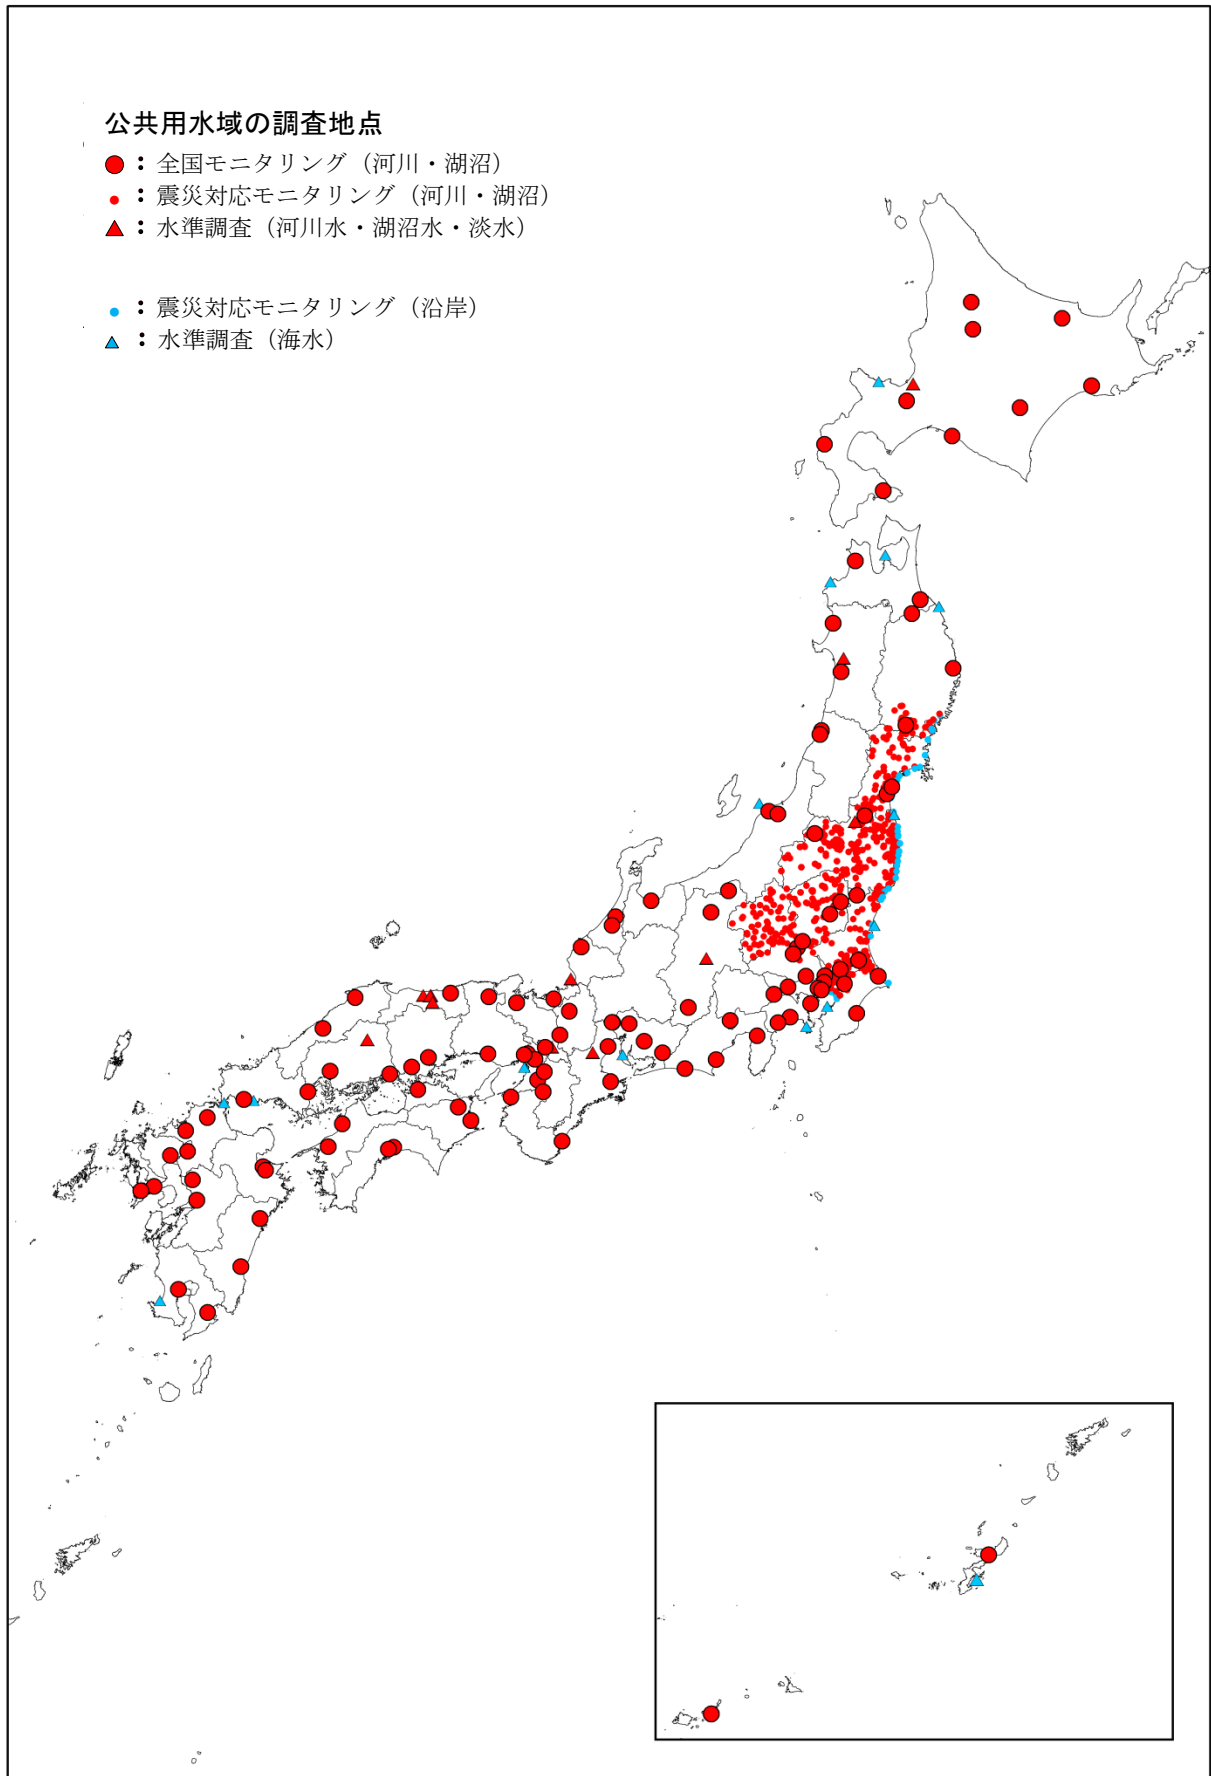 公共用水域の調査地点
：全国モニタリング（河川・湖沼）
：震災対応モニタリング（河川・湖沼）
：水準調査（河川水・湖沼水・淡水）
：震災対応モニタリング（沿岸）
：水準調査（海水）